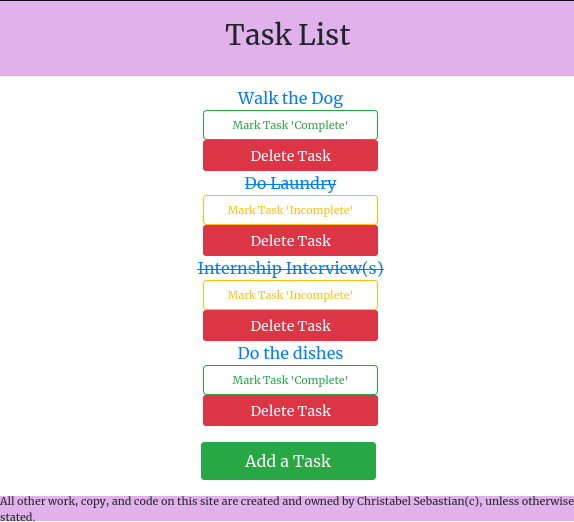 Task List
Walk the Dog
Mark Task 'Complete'
Delete Task
Do Laundry
Mark Task 'Incomplete'
Delete Task
Internship Interview(s)
Mark Task 'Incomplete'
Delete Task
Do the dishes
Mark Task 'Complete'
Delete Task
Add a Task
All other work, copy, and code on this site are created and owned by Christabel Sebastian(c), unless otherwise
stated.